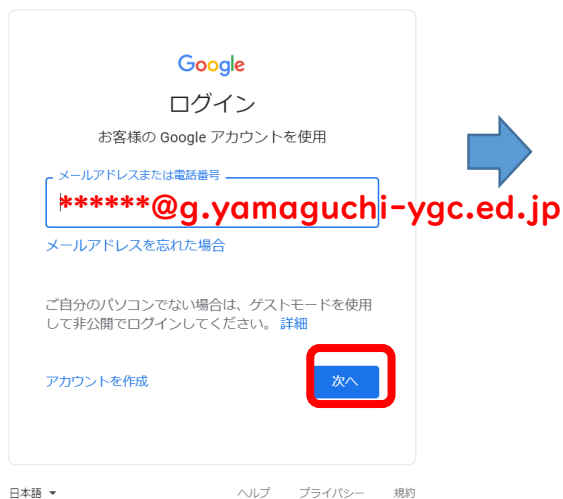 Google
ログイン
お客様の Google アカウントを使用
メールアドレスまたは電話番号
******@g.yamaguchi-ygc.ed.jp
メールアドレスを忘れた場合
ご自分のパソコンでない場合は、ゲストモードを使用
して非公開でログインしてください。 詳細
アカウントを作成
次へ
日本語
ヘルプ プライバシー 規約